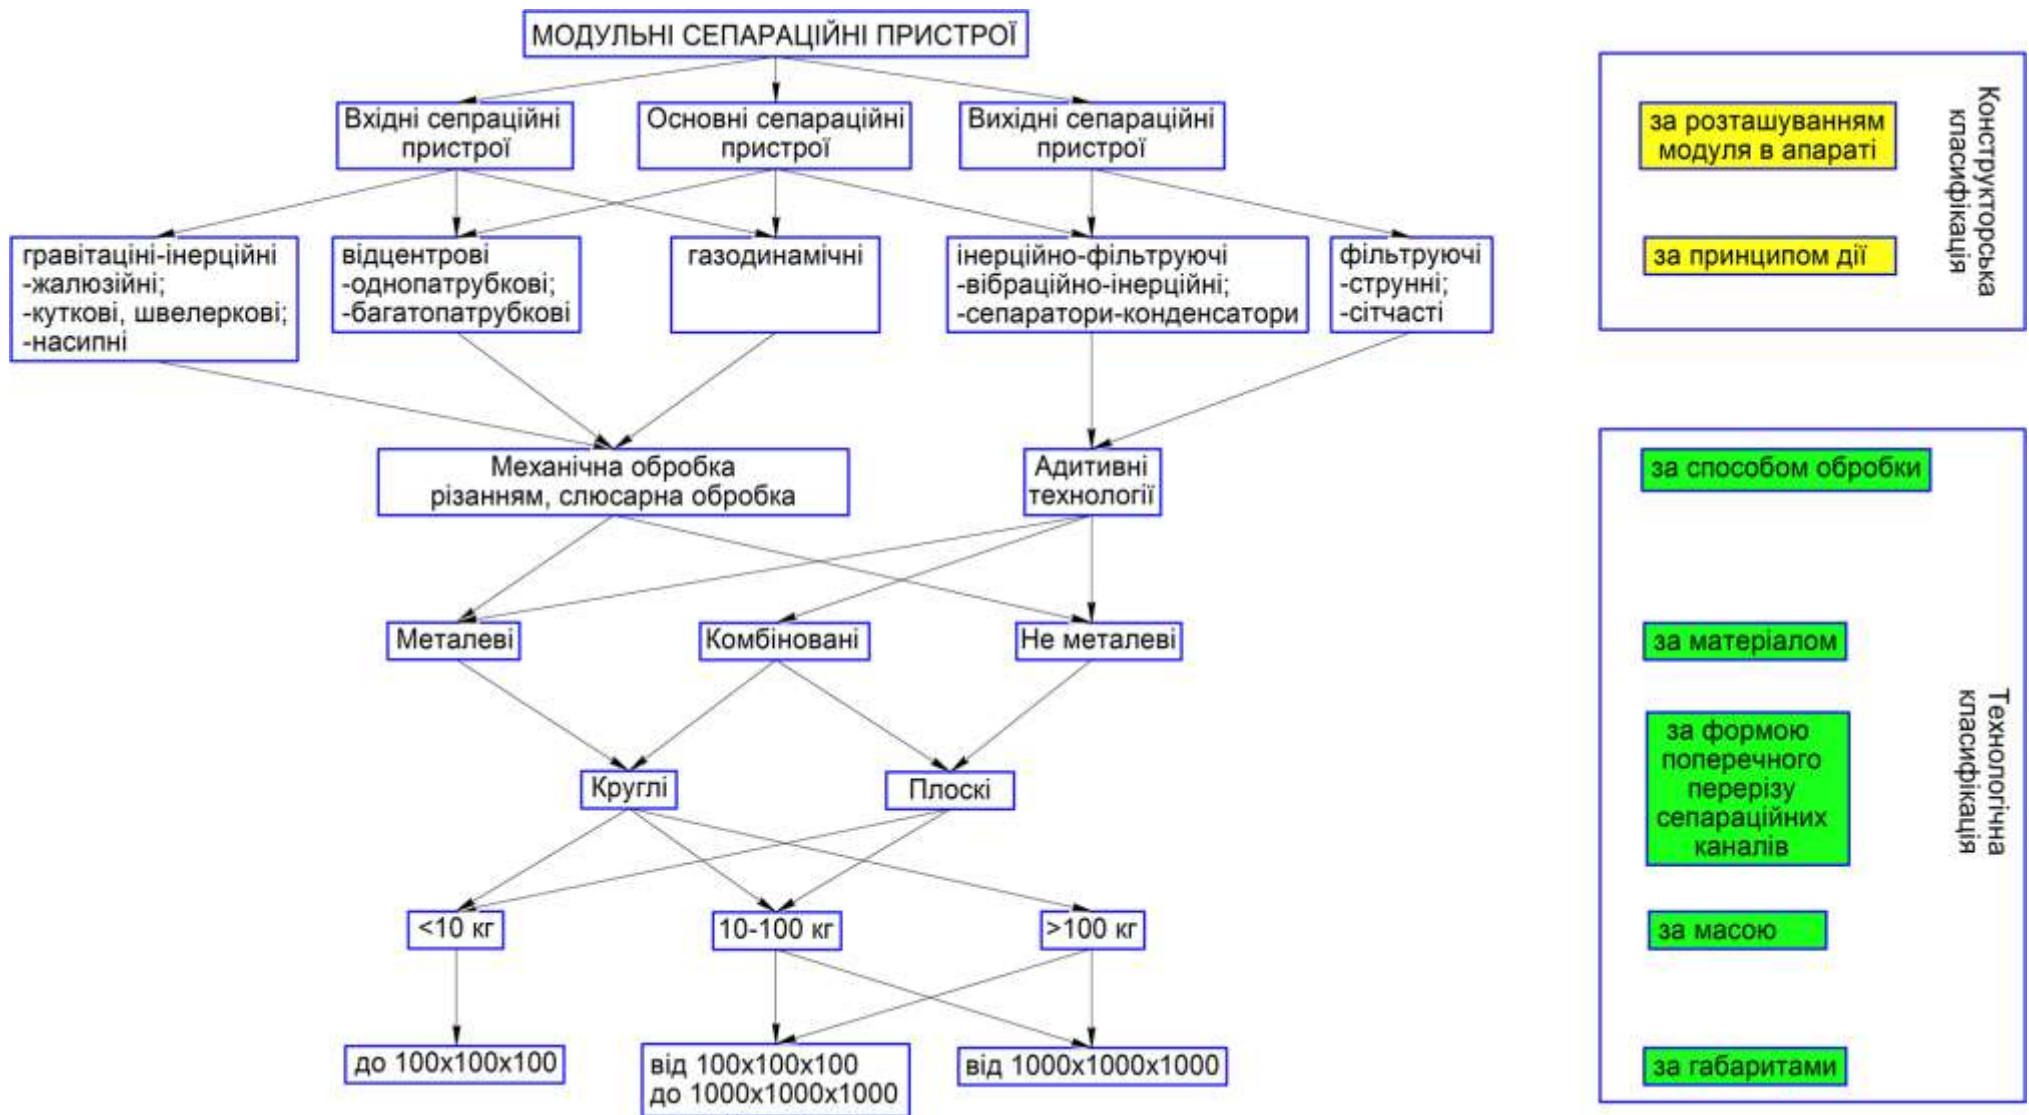 МОДУЛЬНІ СЕПАРАЦІЙНІ ПРИСТРОЇ
Вхідні сепраційні
пристрої
Основні сепараційні
пристрої
Вихідні сепараційні
пристрої
гравітаціні-інерційні
-жалюзійні;
-куткові, швелеркові;
-насипні
відцентрові
-однопатрубкові;
-багатопатрубкові
газодинамічні
інерційно-фільтруючі
-вібраційно-інерційні;
-сепаратори-конденсатори
фільтруючі
-струнні;
-сітчасті
Механічна обробка
різанням, слюсарна обробка
Адитивні
технології
Металеві
Комбіновані
Не металеві
Круглі
Плоскі
<10 кг
10-100 кг
>100 кг
до 100х100х100
від 100х100х100
до 1000х1000х1000
від 1000х1000х1000
за розташуванням
модуля в апараті
за принципом дії
Конструкторська
класифікація
за способом обробки
за матеріалом
за формою
поперечного
перерізу
сепараційних
каналів
за масою
за габаритами
Технологічна
класифікація